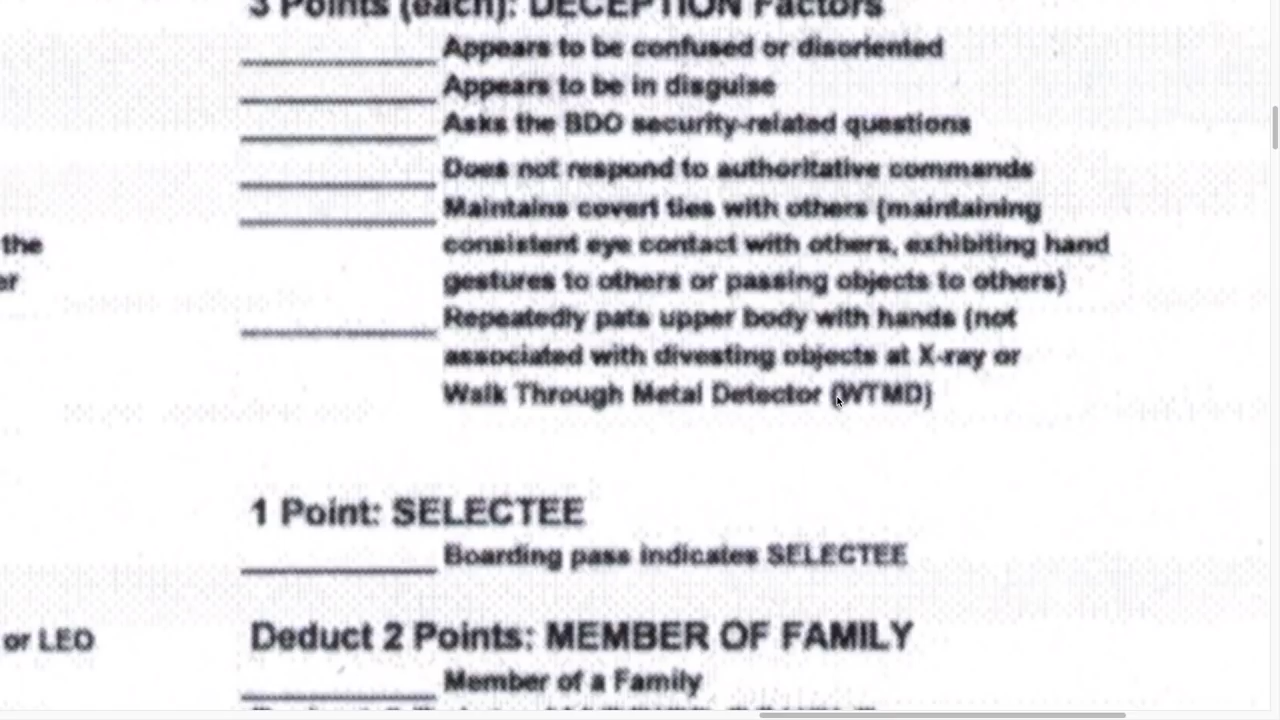 3 Points (each): DECEPTION Factors
Appears to be confused or disoriented
Appears to be in disguise
Asks the BDO security-related questions
Does not respond to authoritative commands
Maintains covert ties with others (maintaining
the
consistent eye contact with others, exhibiting hand
er
gestures to others or passing objects to others)
Repeatedly pats upper body with hands (not
associated with divesting objects at X-ray or
Walk Through Metal Detector (WTMD)
1 Point: SELECTEE
Boarding pass indicates SELECTEE
or LEO
Deduct 2 Points: MEMBER OF FAMILY
Member of a Family